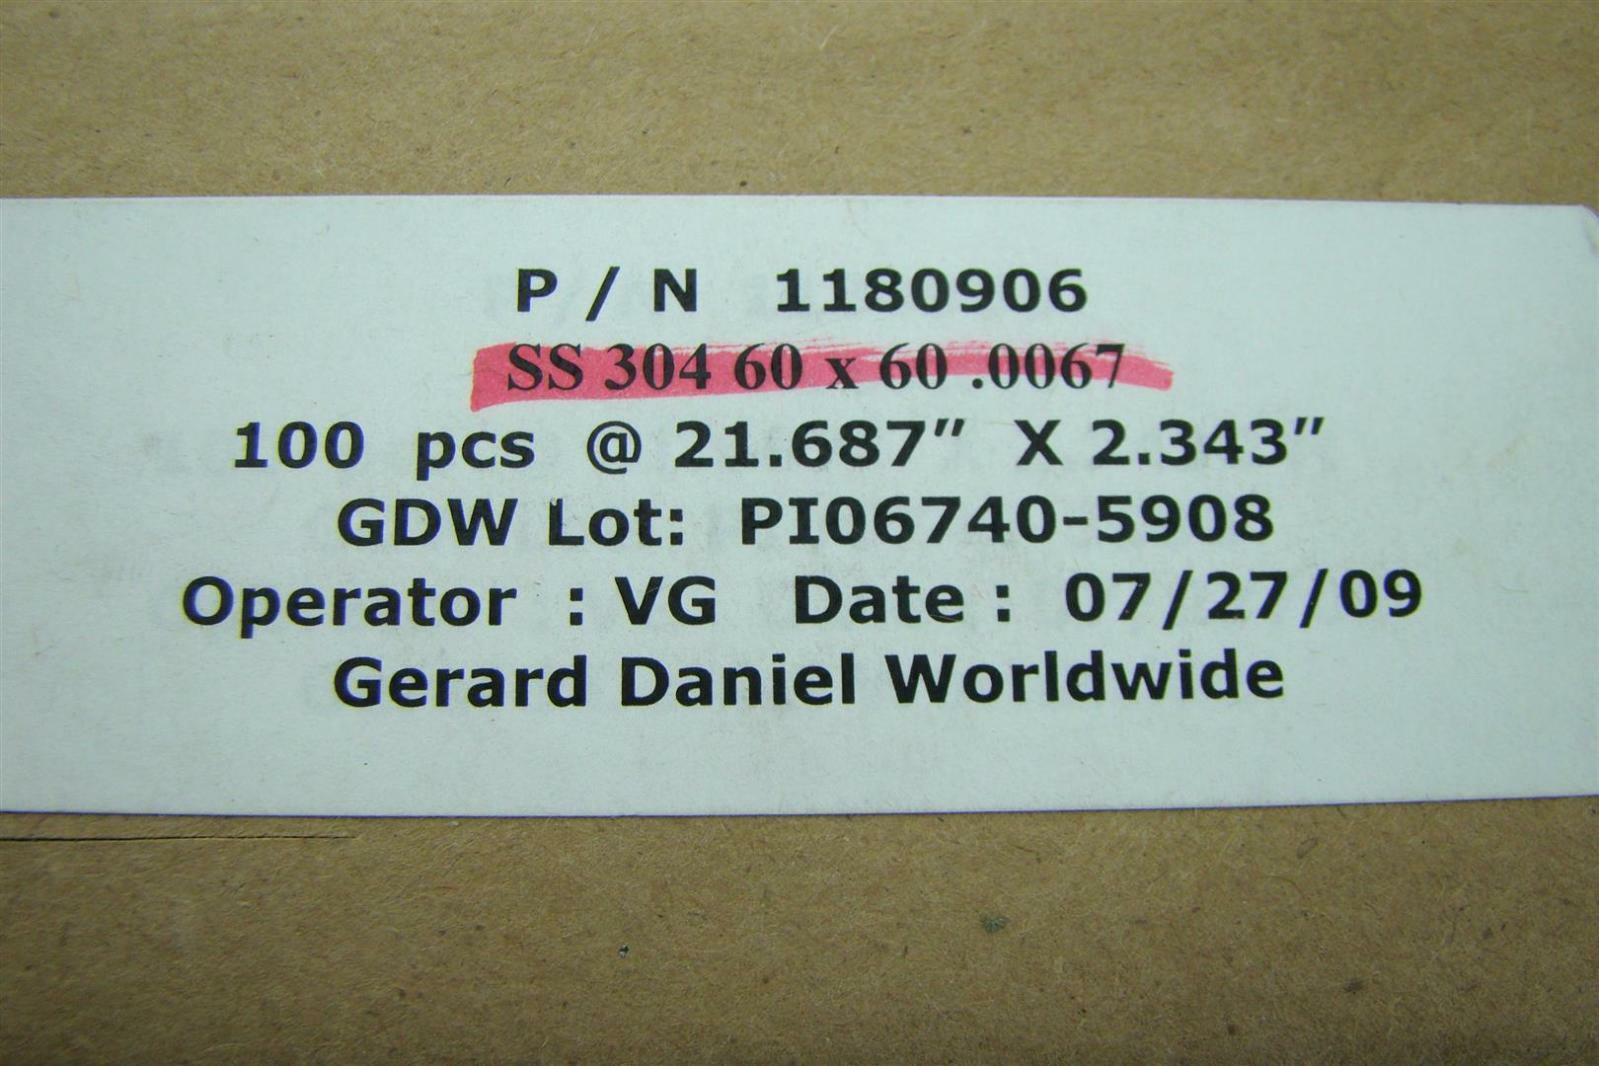 P / N 1180906
SS 304 60 x 60 .0067
100 pcs @ 21.687″ X 2.343″
GDW Lot: PI06740-5908
Operator : VG Date : 07/27/09
Gerard Daniel Worldwide